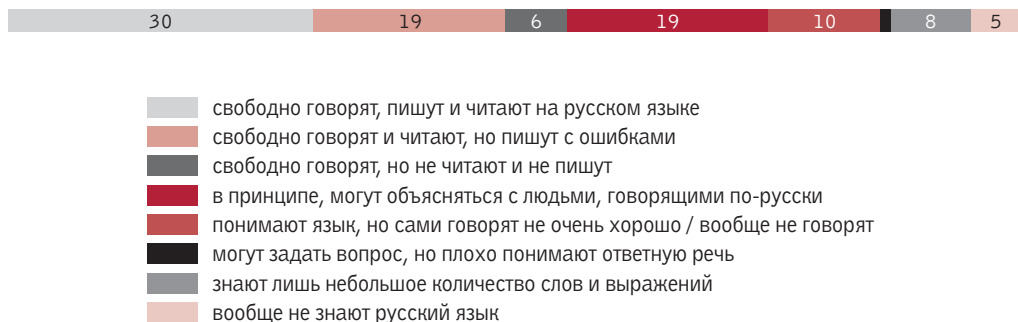 30 19 6 19 10 8 5
свободно говорят, пишут и читают на русском языке
свободно говорят и читают, но пишут с ошибками
свободно говорят, но не читают и не пишут
в принципе, могут объясняться с людьми, говорящими по-русски
понимают язык, но сами говорят не очень хорошо / вообще не говорят
могут задать вопрос, но плохо понимают ответную речь
знают лишь небольшое количество слов и выражений
вообще не знают русский язык